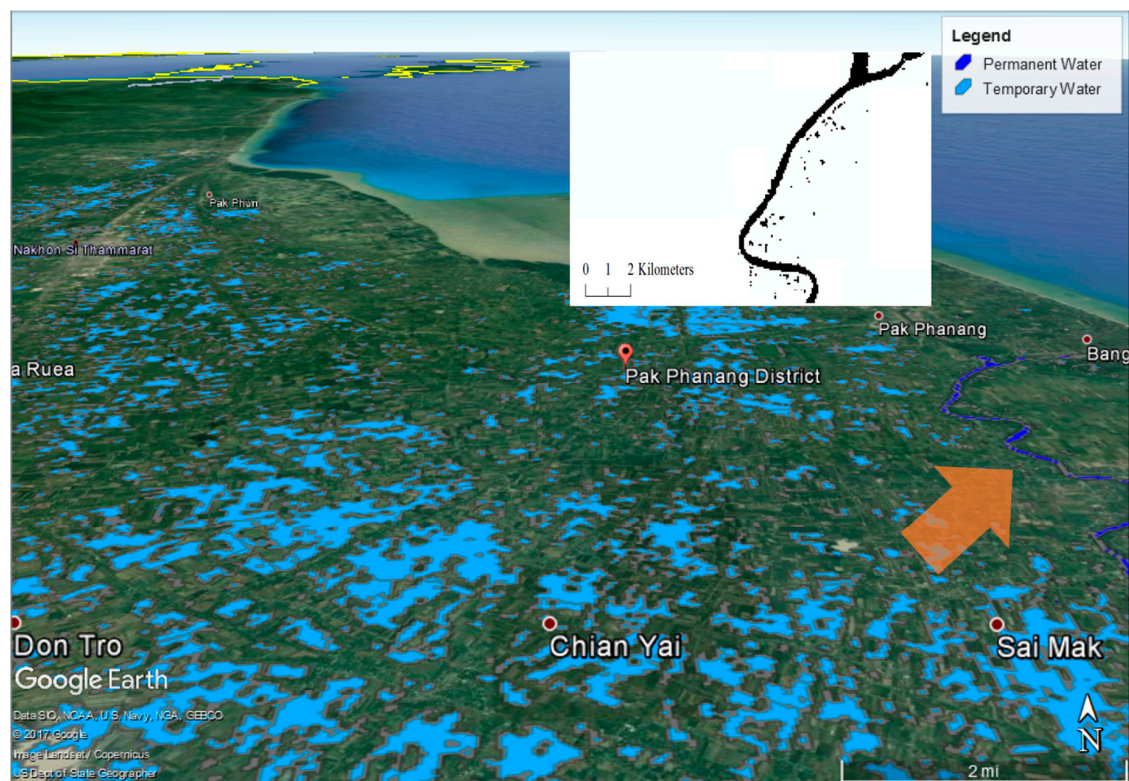 Legend
Permanent Water
Temporary Water
Pak Phun
Nakhon Si Thammarat
0 1 2 Kilometers
Pak Phanang
Bang
a Ruea
Pak Phanang District
Don Tro
Chian Yai
Sai Mak
Google Earth
Data SIO, NOAA, U.S. Navy, NGA, GEBCO
© 2017 Google
Image Landsat / Copernicus
US Dept of State Geographer
N
2 mi